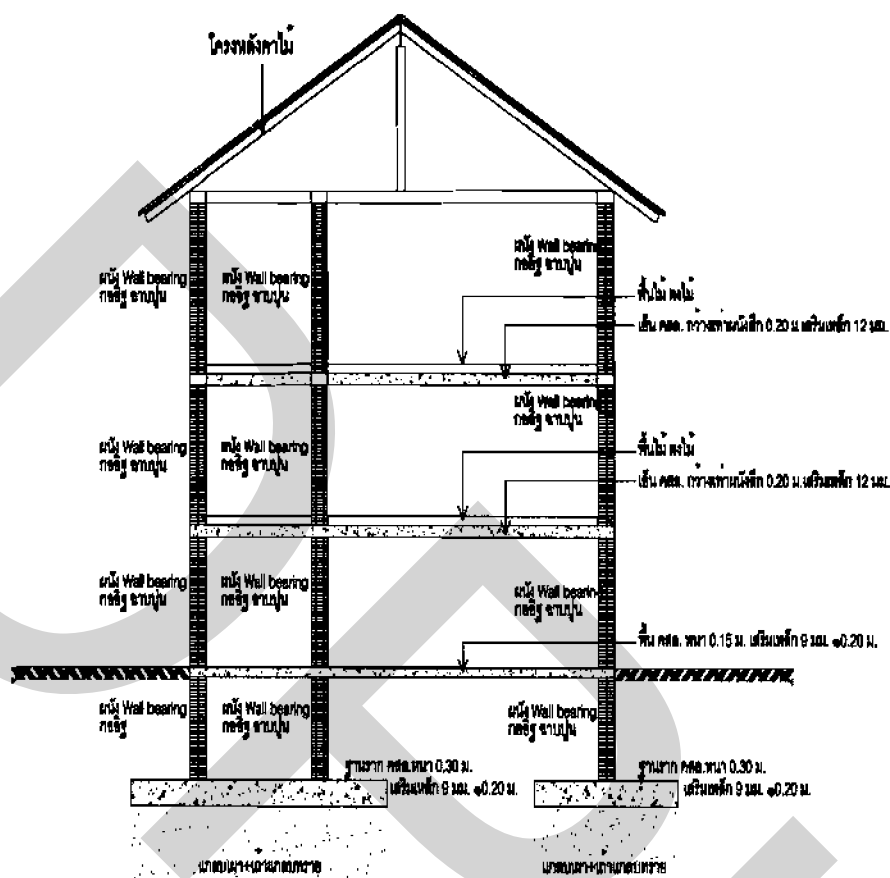 โครงหลังคาไม้
ผนัง Wall bearing
ก่ออิฐ ฉาบปูน
ผนัง Wall bearing
ก่ออิฐ ฉาบปูน
ผนัง Wall bearing
ก่ออิฐ ฉาบปูน
พื้นไม้ ตงไม้
คสล. กว้างเท่าผนังตึก 0.20 ม.เสริมเหล็ก 12 มม.
ผนัง Wall bearing
ก่ออิฐ ฉาบปูน
ผนัง Wall bearing
ก่ออิฐ ฉาบปูน
ผนัง Wall bearing
ก่ออิฐ ฉาบปูน
พื้นไม้ ตงไม้
คสล. กว้างเท่าผนังตึก 0.20 ม.เสริมเหล็ก 12 มม.
ผนัง Wall bearing
ก่ออิฐ ฉาบปูน
ผนัง Wall bearing
ก่ออิฐ ฉาบปูน
ผนัง Wall bearing
ก่ออิฐ ฉาบปูน
พื้น คสล. หนา 0.15 ม. เสริมเหล็ก 9 มม. @0.20 ม.
ผนัง Wall bearing
ก่ออิฐ
ผนัง Wall bearing
ก่ออิฐ ฉาบปูน
ผนัง Wall bearing
ก่ออิฐ ฉาบปูน
ฐานราก คสล.หนา 0.30 ม.
เสริมเหล็ก 9 มม. @0.20 ม.
ฐานราก คสล.หนา 0.30 ม.
เสริมเหล็ก 9 มม. @0.20 ม.